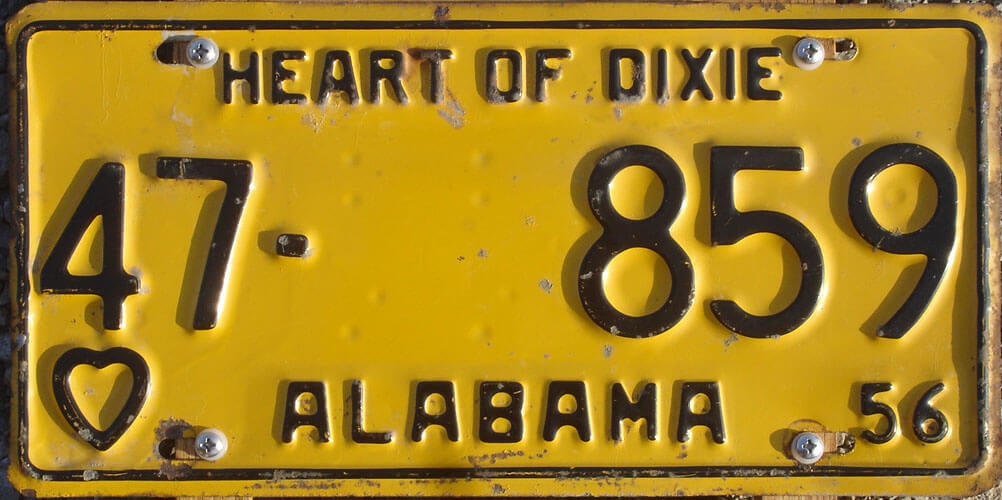 HEART OF DIXIE
47-859
ALABAMA 56